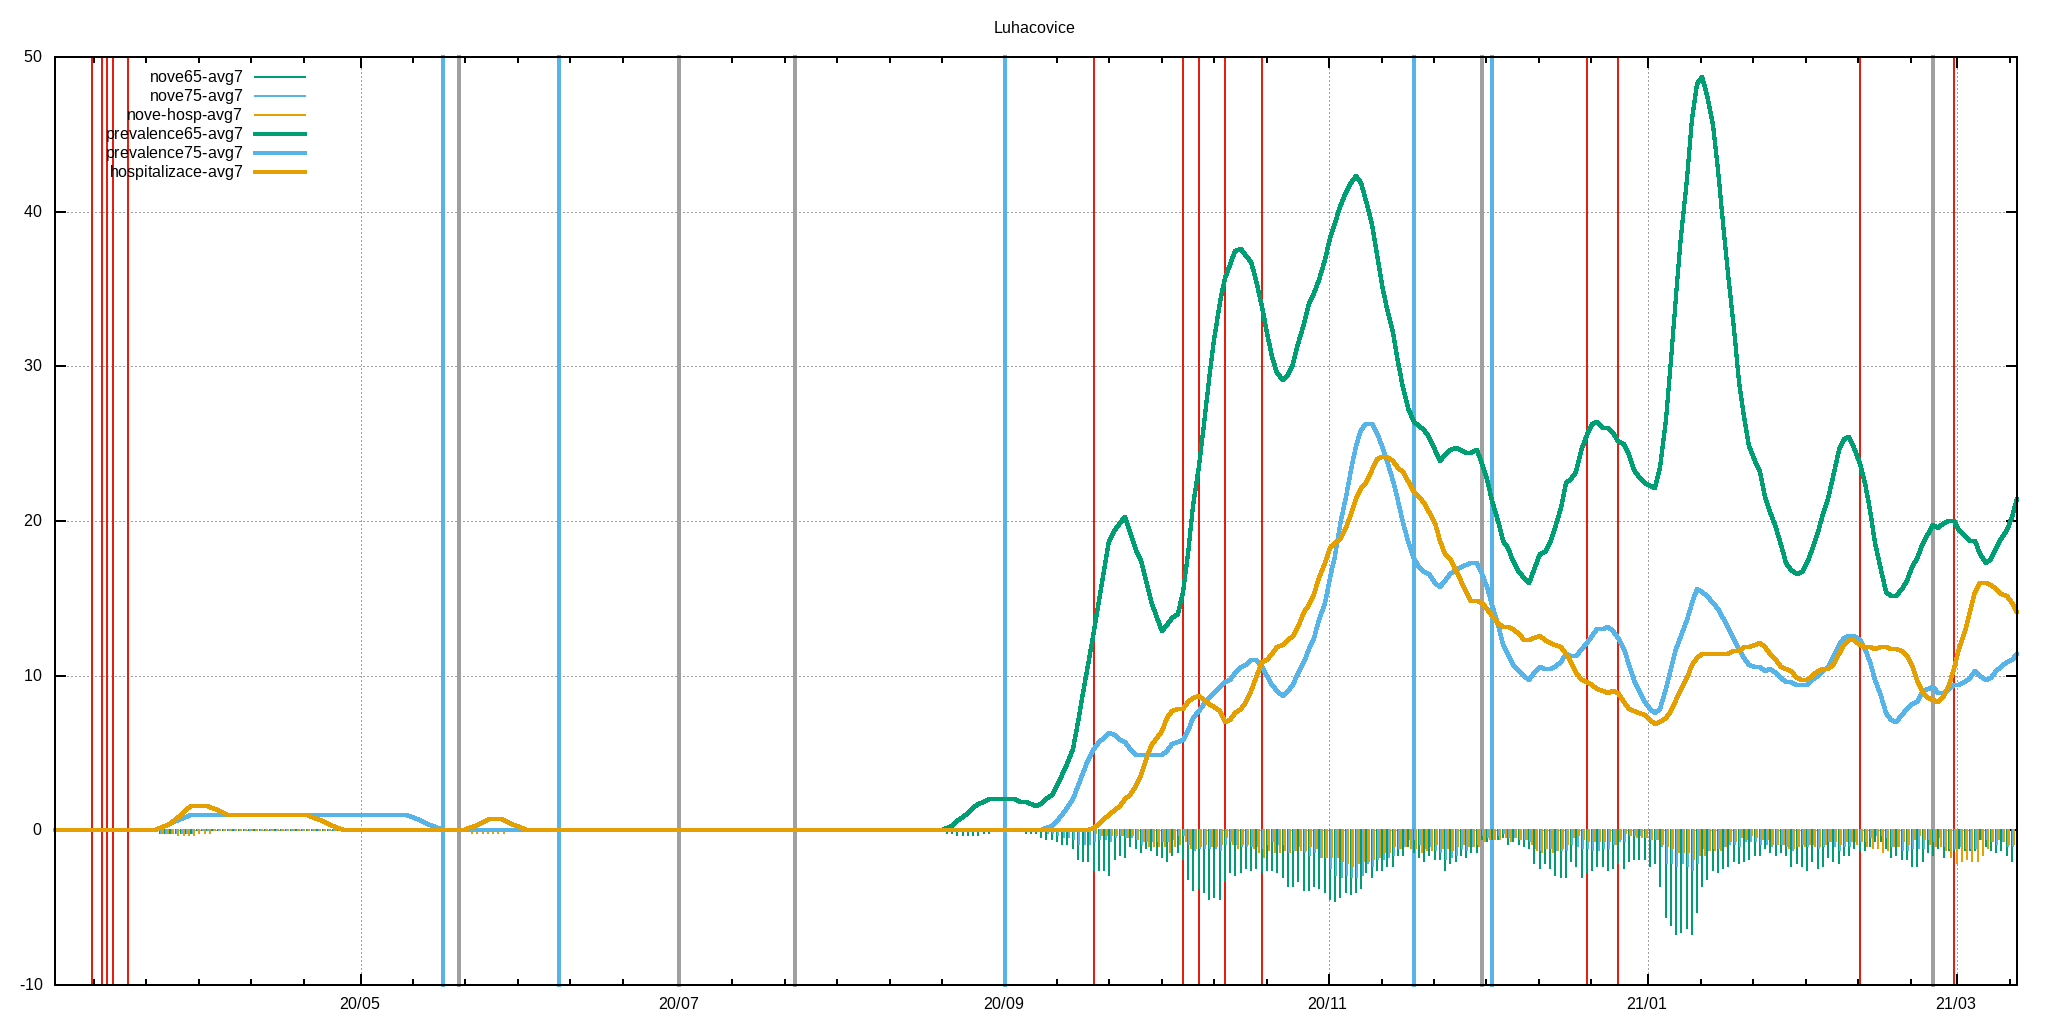 Luhacovice
50
nove65-avg7
nove75-avg7
nove-hosp-avg7
prevalence65-avg7
prevalence75-avg7
hospitalizace-avg7
40
30
20
10
0
-10
20/05 20/07 20/09 20/11 21/01 21/03